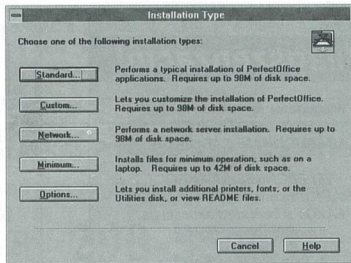 Installation Type
Choose one of the following installation types:
Standard...
Performs a typical installation of PerfectOffice
applications. Requires up to 98M of disk space.
Custom...
Lets you customize the installation of PerfectOffice.
Requires up to 98M of disk space.
Network...
Performs a network server installation. Requires up to
98M of disk space.
Minimum...
Installs files for minimum operation, such as on a
laptop. Requires up to 42M of disk space.
Options...
Lets you install additional printers, fonts, or the
Utilities disk, or view README files.
Cancel
Help